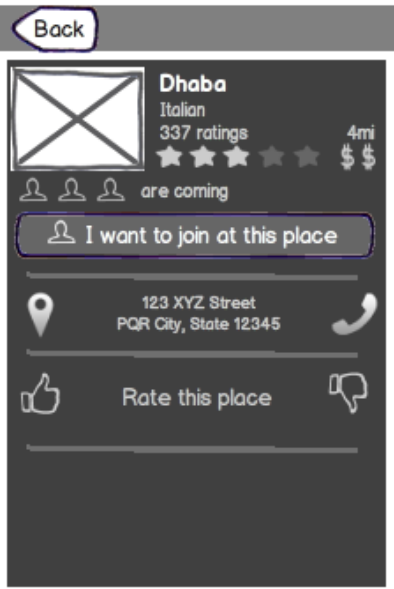 Back
Dhaba
Italian
337 ratings
4mi
$ $
are coming
I want to join at this place
123 XYZ Street
PQR City, State 12345
Rate this place